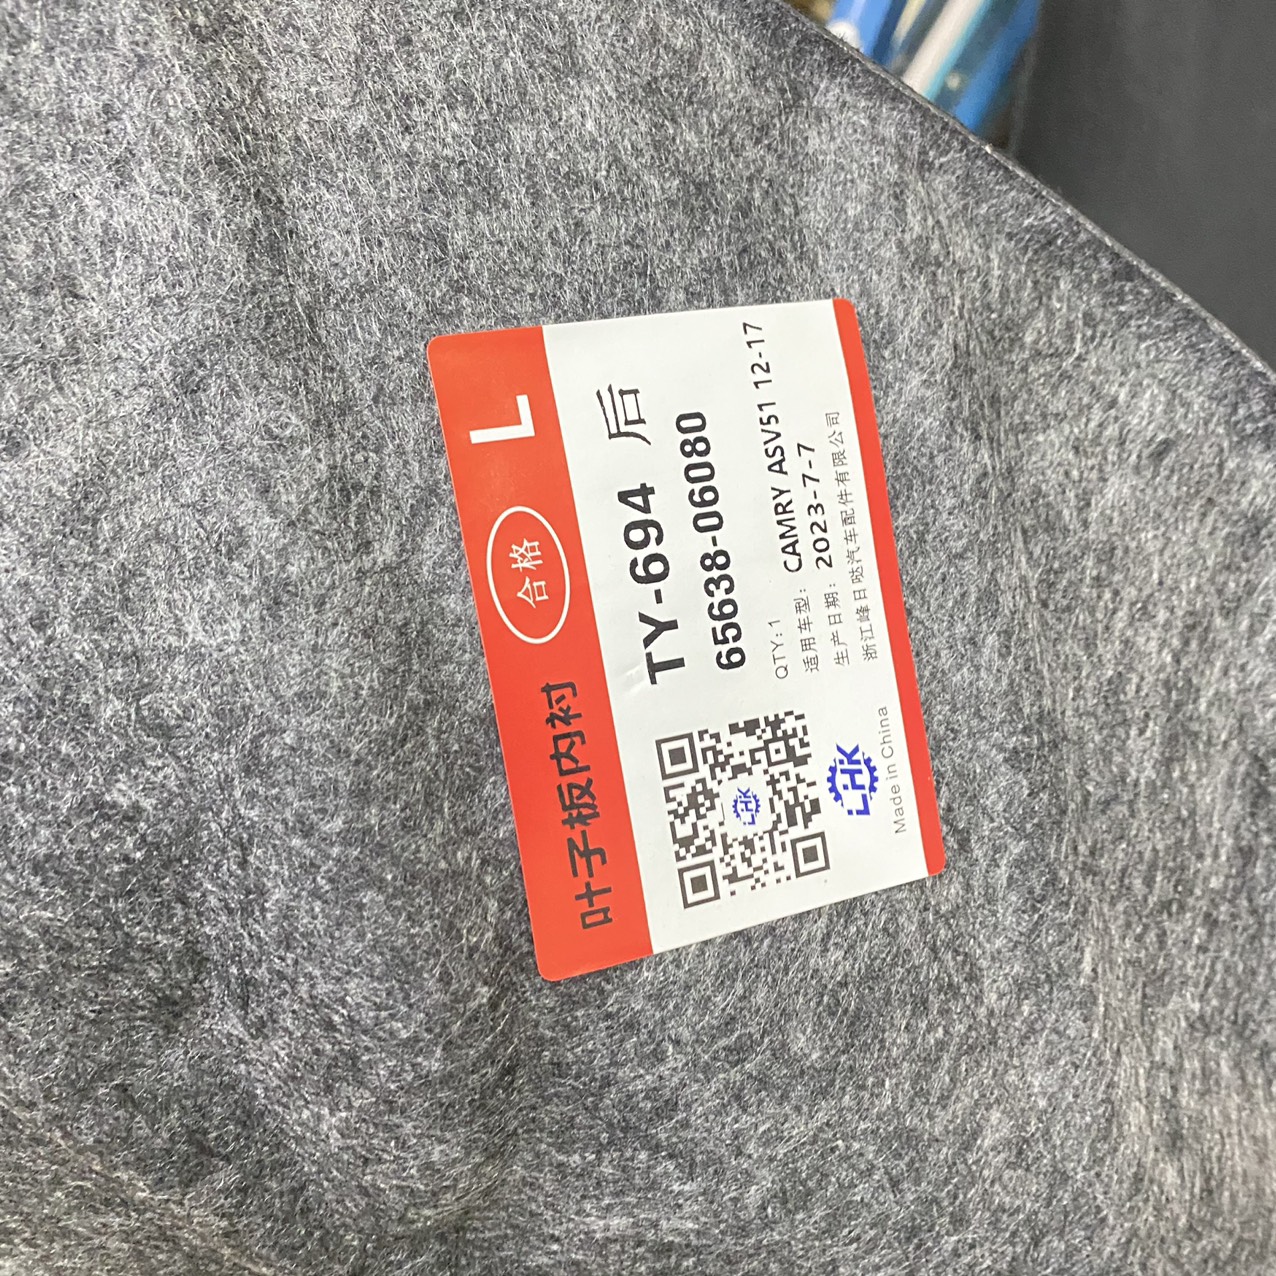 叶子板内衬 合格 L
TY-694 后
65638-06080
QTY: 1
适用车型: CAMRY ASV51 12-17
生产日期: 2023-7-7
浙江峰日哒汽车配件有限公司
LHK
LHK
Made in China